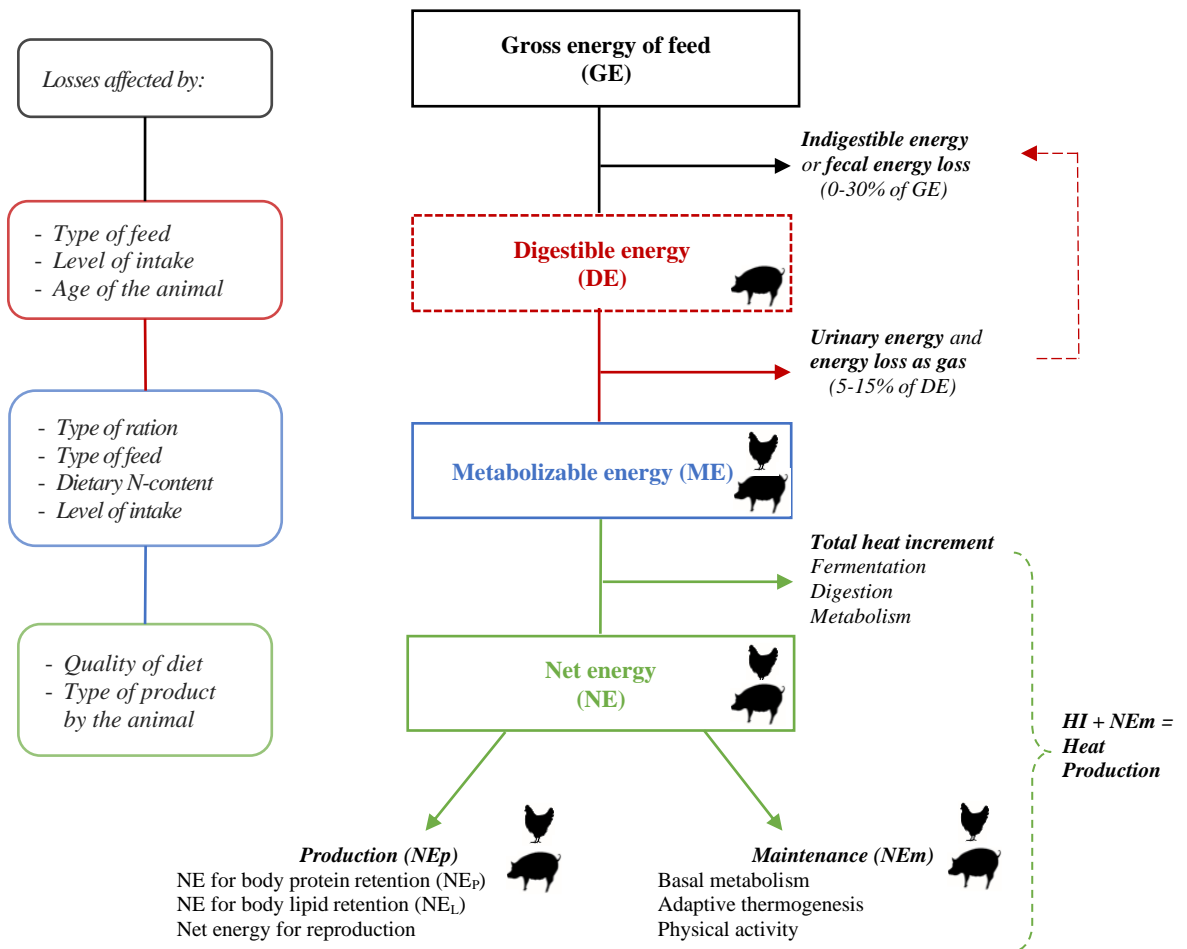 Gross energy of feed
(GE)
Losses affected by:
Indigestible energy
or fecal energy loss
(0-30% of GE)
- Type of feed
- Level of intake
- Age of the animal
Digestible energy
(DE)
Urinary energy and
energy loss as gas
(5-15% of DE)
- Type of ration
- Type of feed
- Dietary N-content
- Level of intake
Metabolizable energy (ME)
Total heat increment
Fermentation
Digestion
Metabolism
- Quality of diet
- Type of product
by the animal
Net energy
(NE)
HI + NEm =
Heat
Production
Production (NEp)
NE for body protein retention (NEP)
NE for body lipid retention (NEL)
Net energy for reproduction
Maintenance (NEm)
Basal metabolism
Adaptive thermogenesis
Physical activity